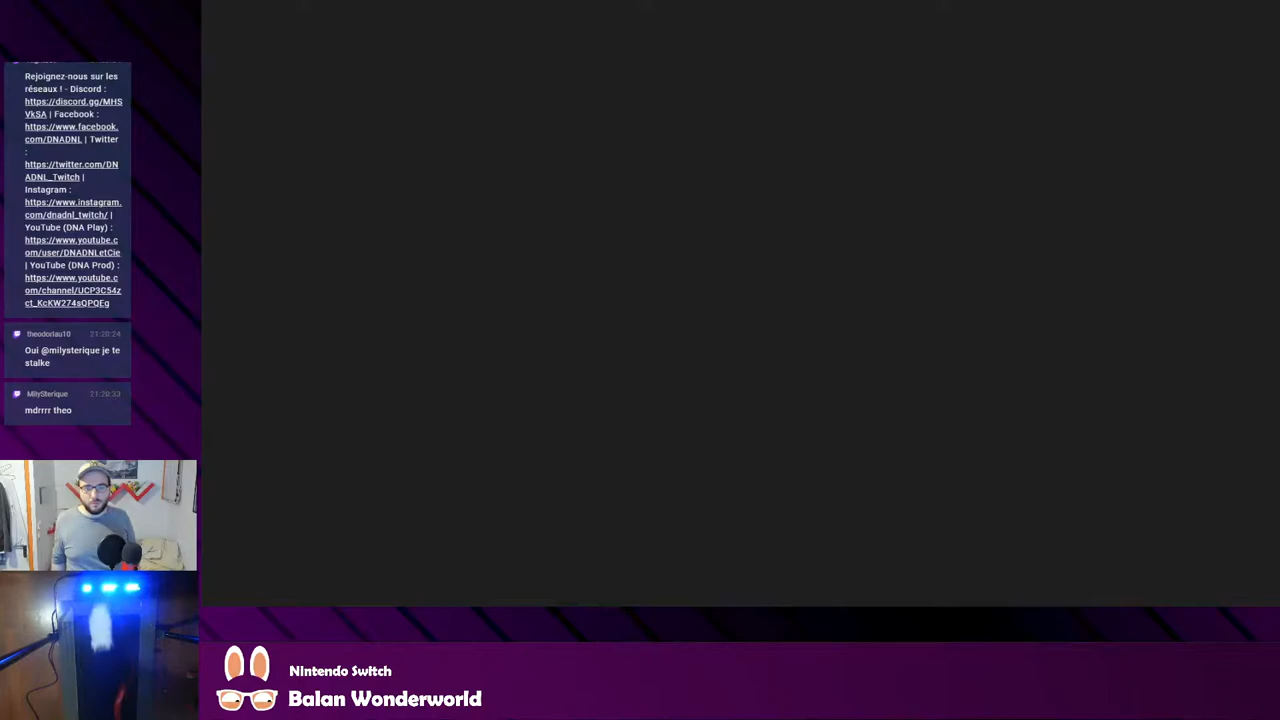 Rejoignez-nous sur les
réseaux ! - Discord :
https://discord.gg/MHS
VkSA | Facebook :
https://www.facebook.
com/DNADNL | Twitter
:
https://twitter.com/DN
ADNL_Twitch |
Instagram :
https://www.instagram.
com/dnadnl_twitch/ |
YouTube (DNA Play) :
https://www.youtube.c
om/user/DNADNLetCie
| YouTube (DNA Prod) :
https://www.youtube.c
om/channel/UCP3C54z
ct_KcKW274sQPQEg
theodoriau10 21:20:24
Oui @milysterique je te
stalke
MilySterique 21:20:33
mdrrrr theo
Nintendo Switch
Balan Wonderworld